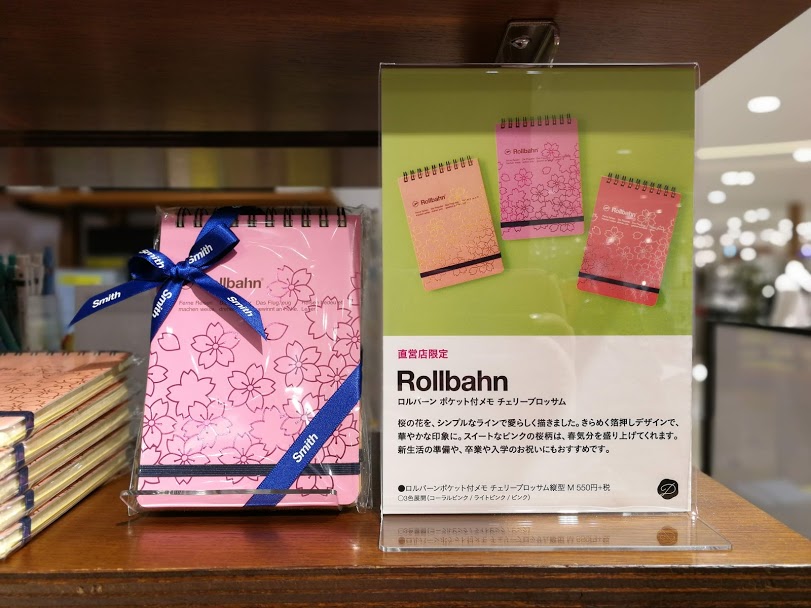 Smith
Smith
Smith
Rollbahn
Smith
Rollbahn
Rollbahn
Rollbahn
直営店限定
Rollbahn
ロルバーン ポケット付メモ チェリーブロッサム
桜の花を、シンプルなラインで愛らしく描きました。きらめく箔押しデザインで、
華やかな印象に。スイートなピンクの桜柄は、春気分を盛り上げてくれます。
新生活の準備や、卒業や入学のお祝いにもおすすめです。
●ロルバーンポケット付メモ チェリーブロッサム縦型 M 550円+税
○3色展開（コーラルピンク / ライトピンク / ピンク）